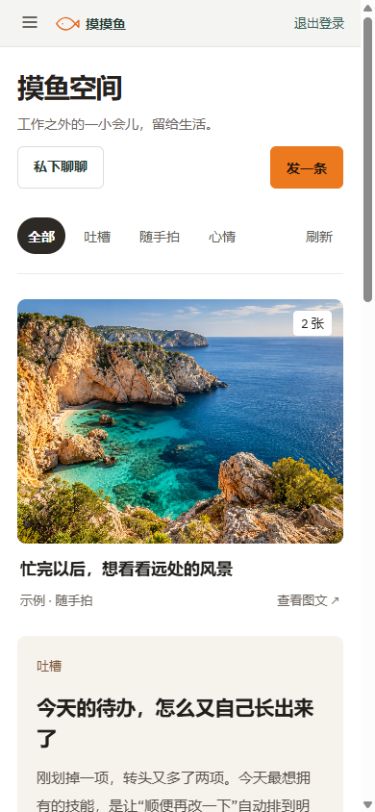 摸摸鱼
退出登录
摸鱼空间
工作之外的一小会儿，留给生活。
私下聊聊
发一条
全部 吐槽 随手拍 心情 刷新
2 张
忙完以后，想看看远处的风景
示例 · 随手拍
查看图文 ↗
吐槽
今天的待办，怎么又自己长出来
了
刚划掉一项，转头又多了两项。今天最想拥
有的技能，是让“顺便再改一下”自动排到明